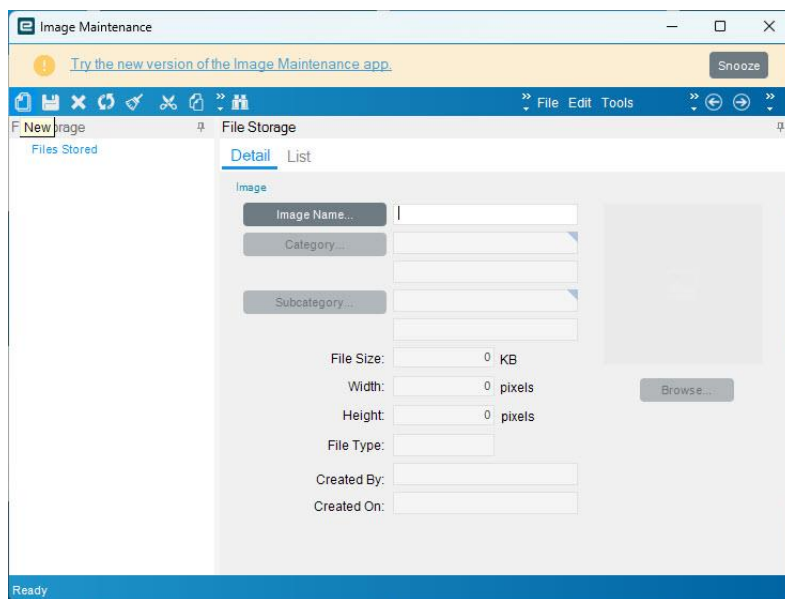 Image Maintenance
Try the new version of the Image Maintenance app.
Snooze
File Edit Tools
New
File Storage
Files Stored
Detail List
Image
Image Name...
Category...
Subcategory...
File Size: 0 KB
Width: 0 pixels
Browse...
Height: 0 pixels
File Type:
Created By:
Created On:
Ready